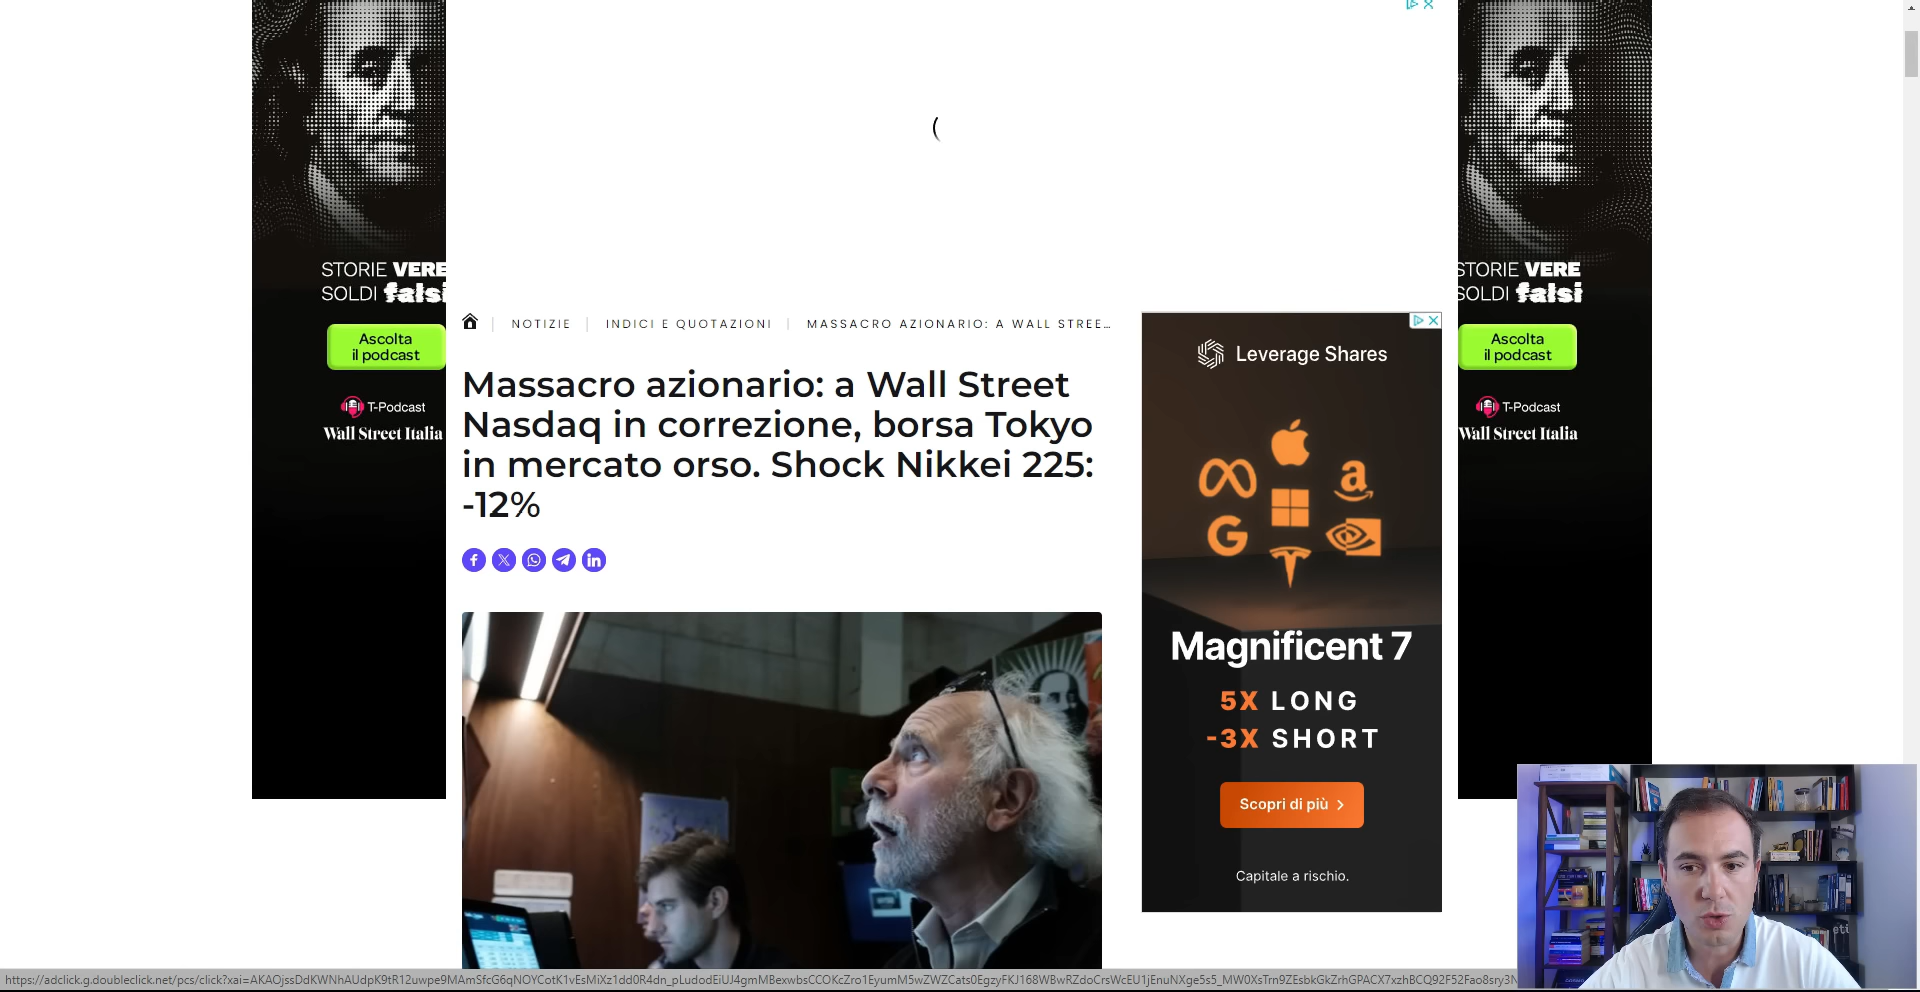 STORIE VERE
SOLDI falsi
Ascolta
il podcast
T-Podcast
Wall Street Italia
NOTIZIE
INDICI E QUOTAZIONI
MASSACRO AZIONARIO: A WALL STREE...
Massacro azionario: a Wall Street
Nasdaq in correzione, borsa Tokyo
in mercato orso. Shock Nikkei 225:
-12%
Leverage Shares
Magnificent 7
5X LONG
-3X SHORT
Scopri di più
Capitale a rischio.
STORIE VERE
SOLDI falsi
Ascolta
il podcast
T-Podcast
Wall Street Italia